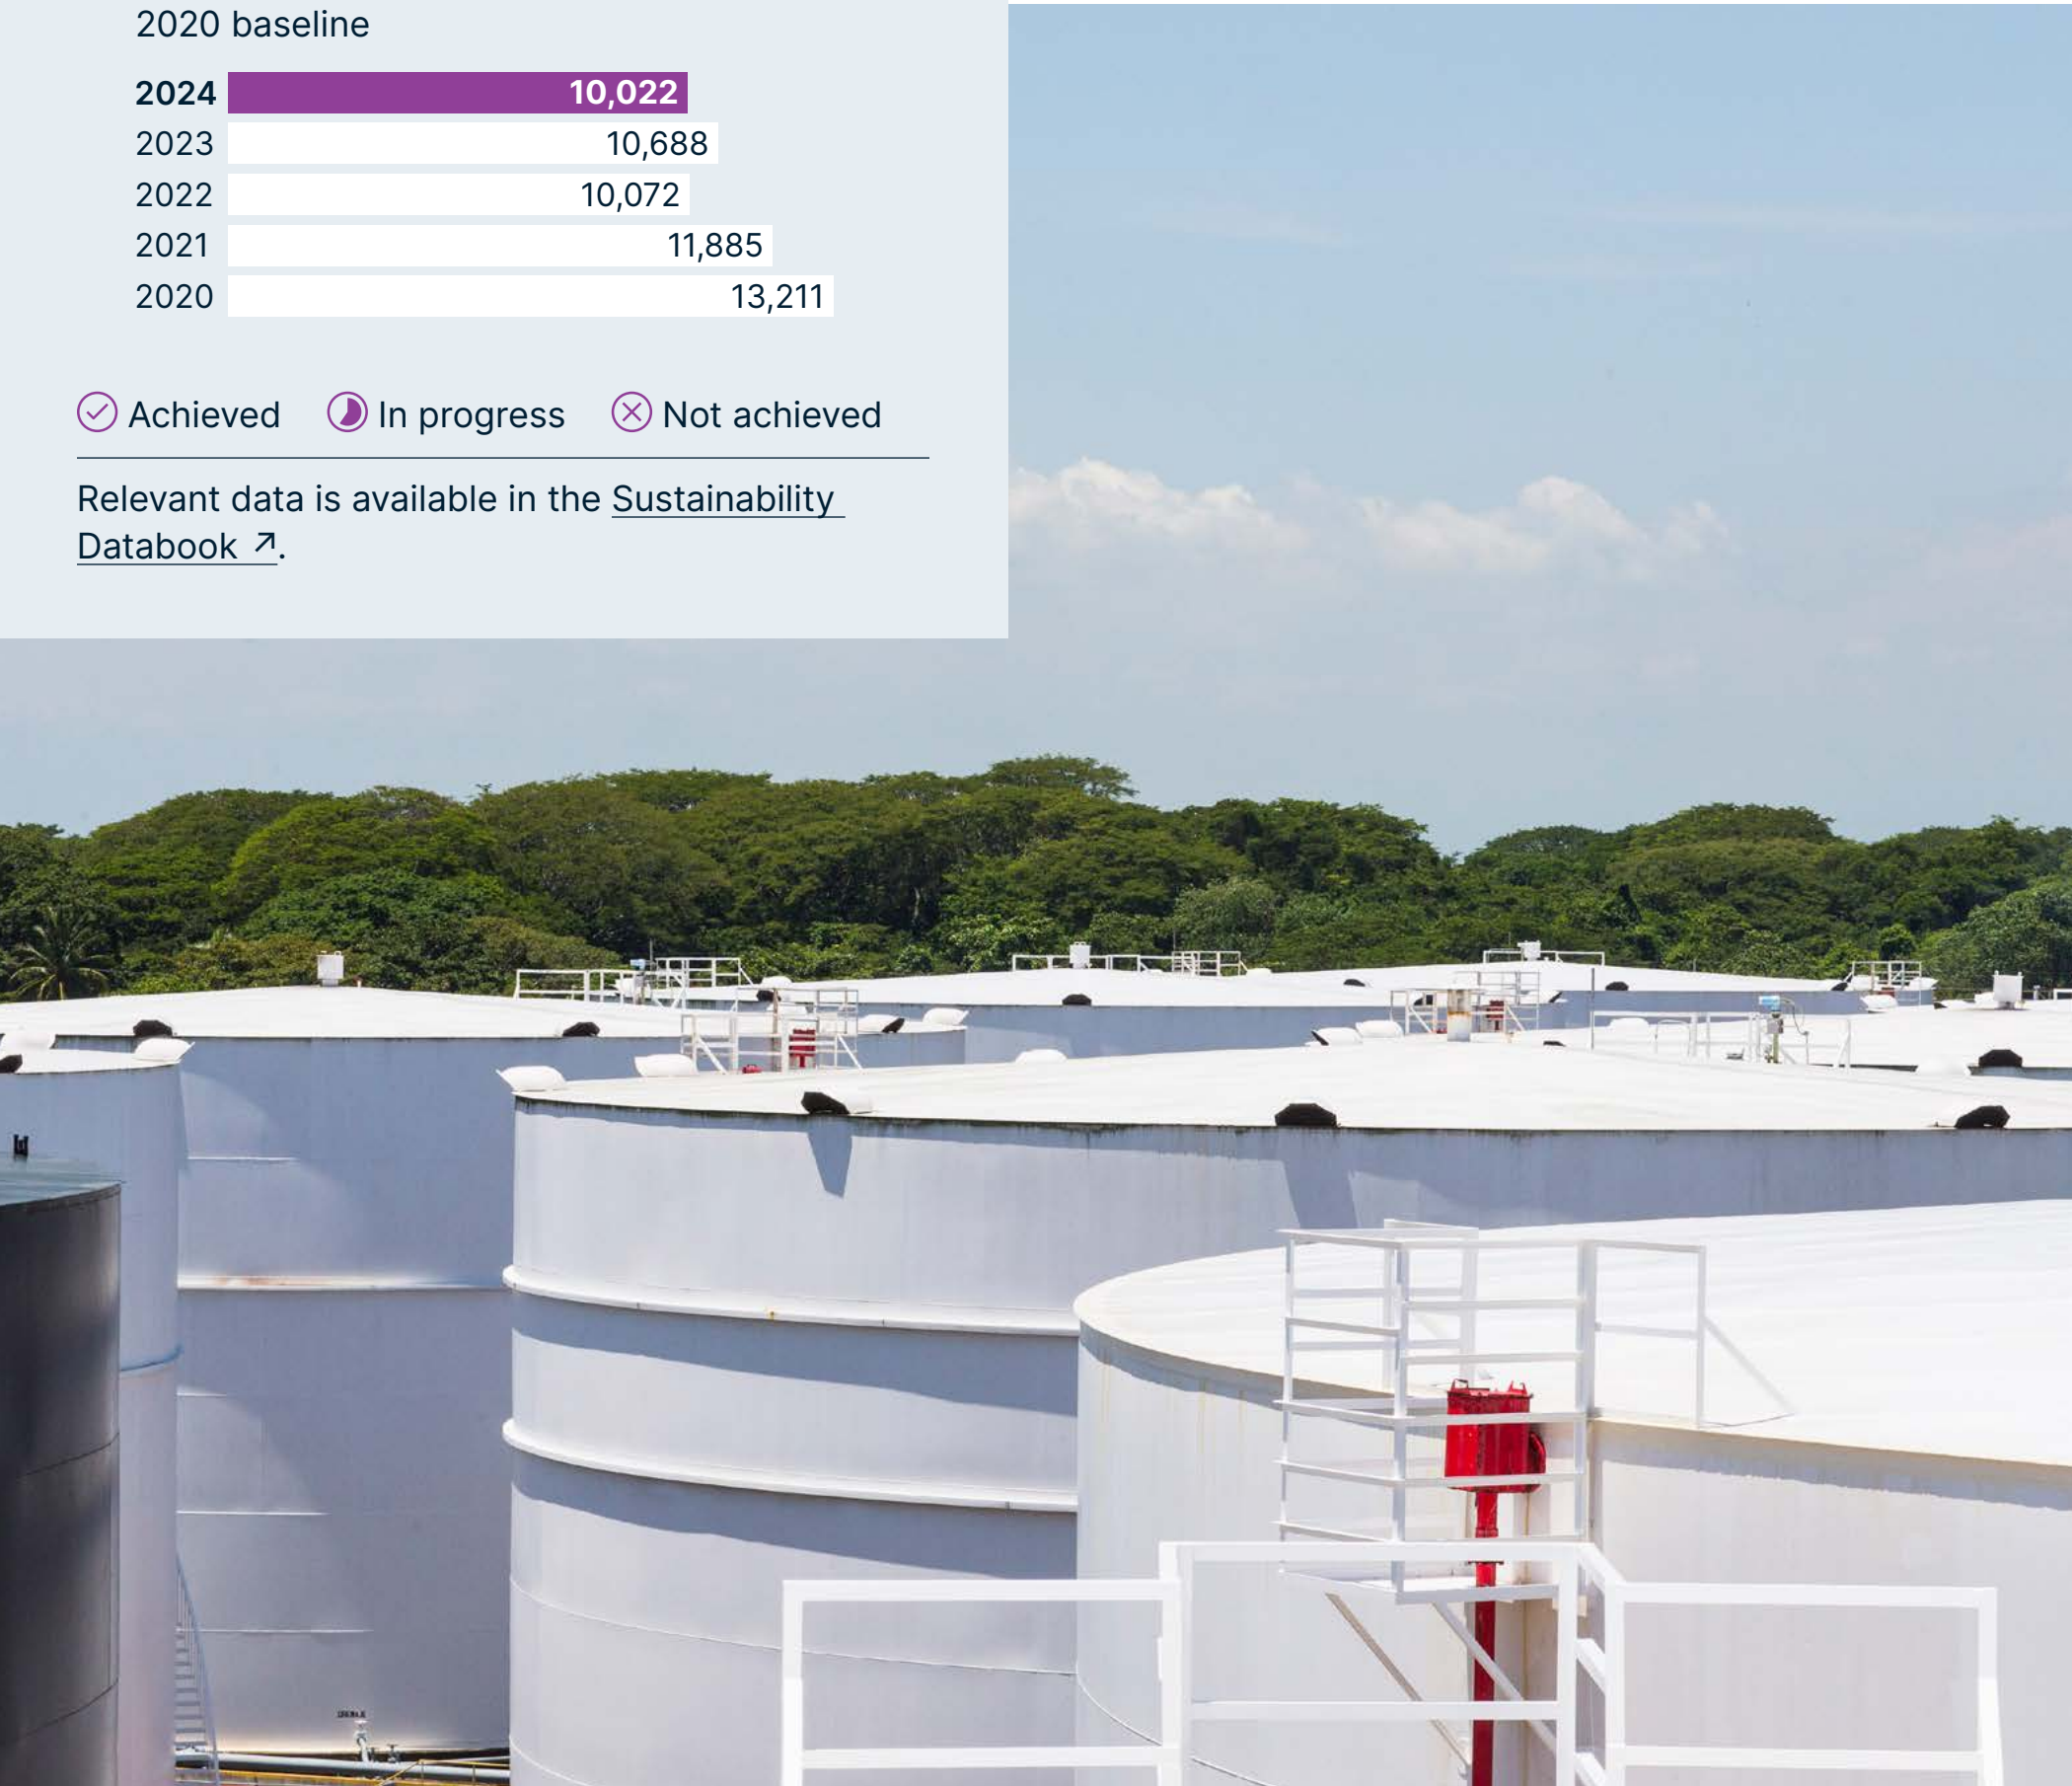 2020 baseline
2024 10,022
2023 10,688
2022 10,072
2021 11,885
2020 13,211
Achieved In progress Not achieved
Relevant data is available in the Sustainability
Databook ↗.